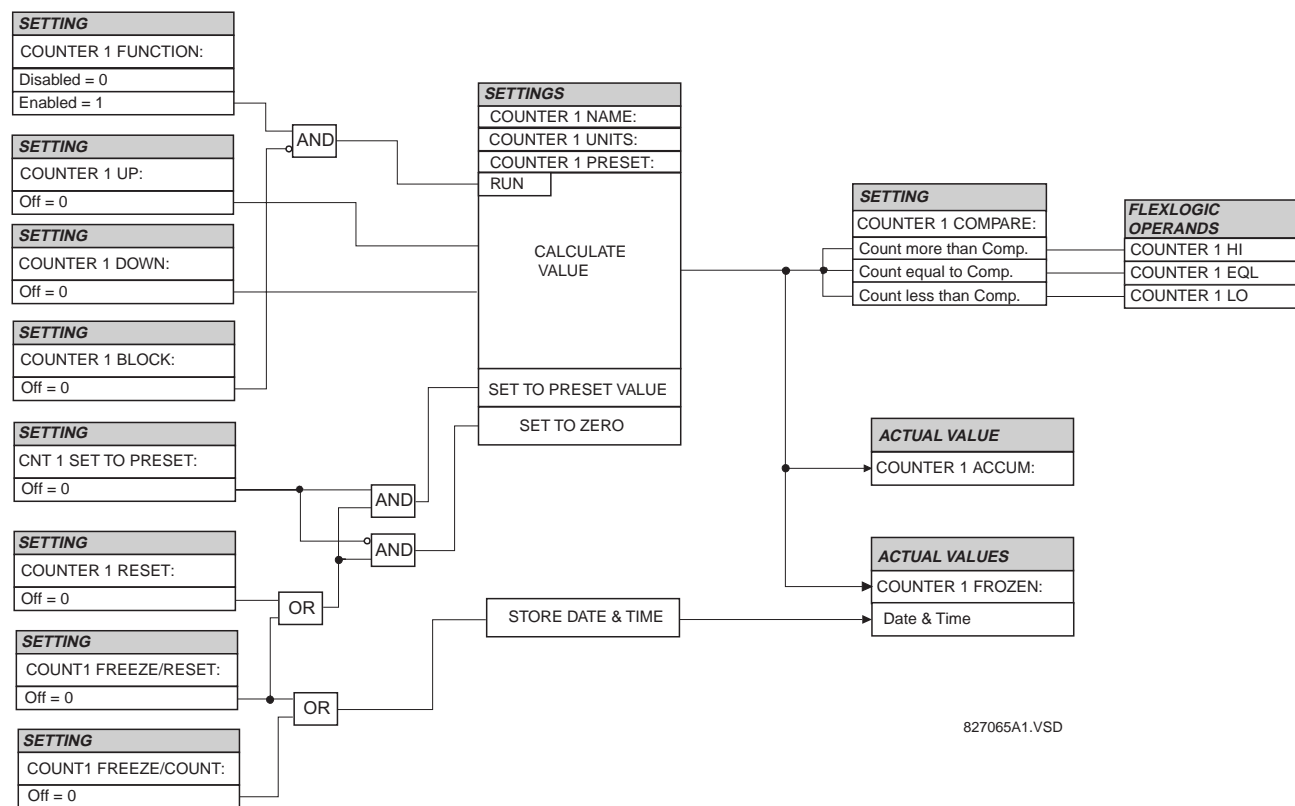 SETTING
COUNTER 1 FUNCTION:
Disabled = 0
Enabled = 1
SETTING
COUNTER 1 UP:
Off = 0
SETTING
COUNTER 1 DOWN:
Off = 0
SETTING
COUNTER 1 BLOCK:
Off = 0
SETTING
CNT 1 SET TO PRESET:
Off = 0
SETTING
COUNTER 1 RESET:
Off = 0
SETTING
COUNT1 FREEZE/RESET:
Off = 0
SETTING
COUNT1 FREEZE/COUNT:
Off = 0
AND
AND
AND
OR
OR
SETTINGS
COUNTER 1 NAME:
COUNTER 1 UNITS:
COUNTER 1 PRESET:
RUN
CALCULATE
VALUE
SET TO PRESET VALUE
SET TO ZERO
STORE DATE & TIME
SETTING
COUNTER 1 COMPARE:
Count more than Comp.
Count equal to Comp.
Count less than Comp.
FLEXLOGIC
OPERANDS
COUNTER 1 HI
COUNTER 1 EQL
COUNTER 1 LO
ACTUAL VALUE
COUNTER 1 ACCUM:
ACTUAL VALUES
COUNTER 1 FROZEN:
Date & Time
827065A1.VSD